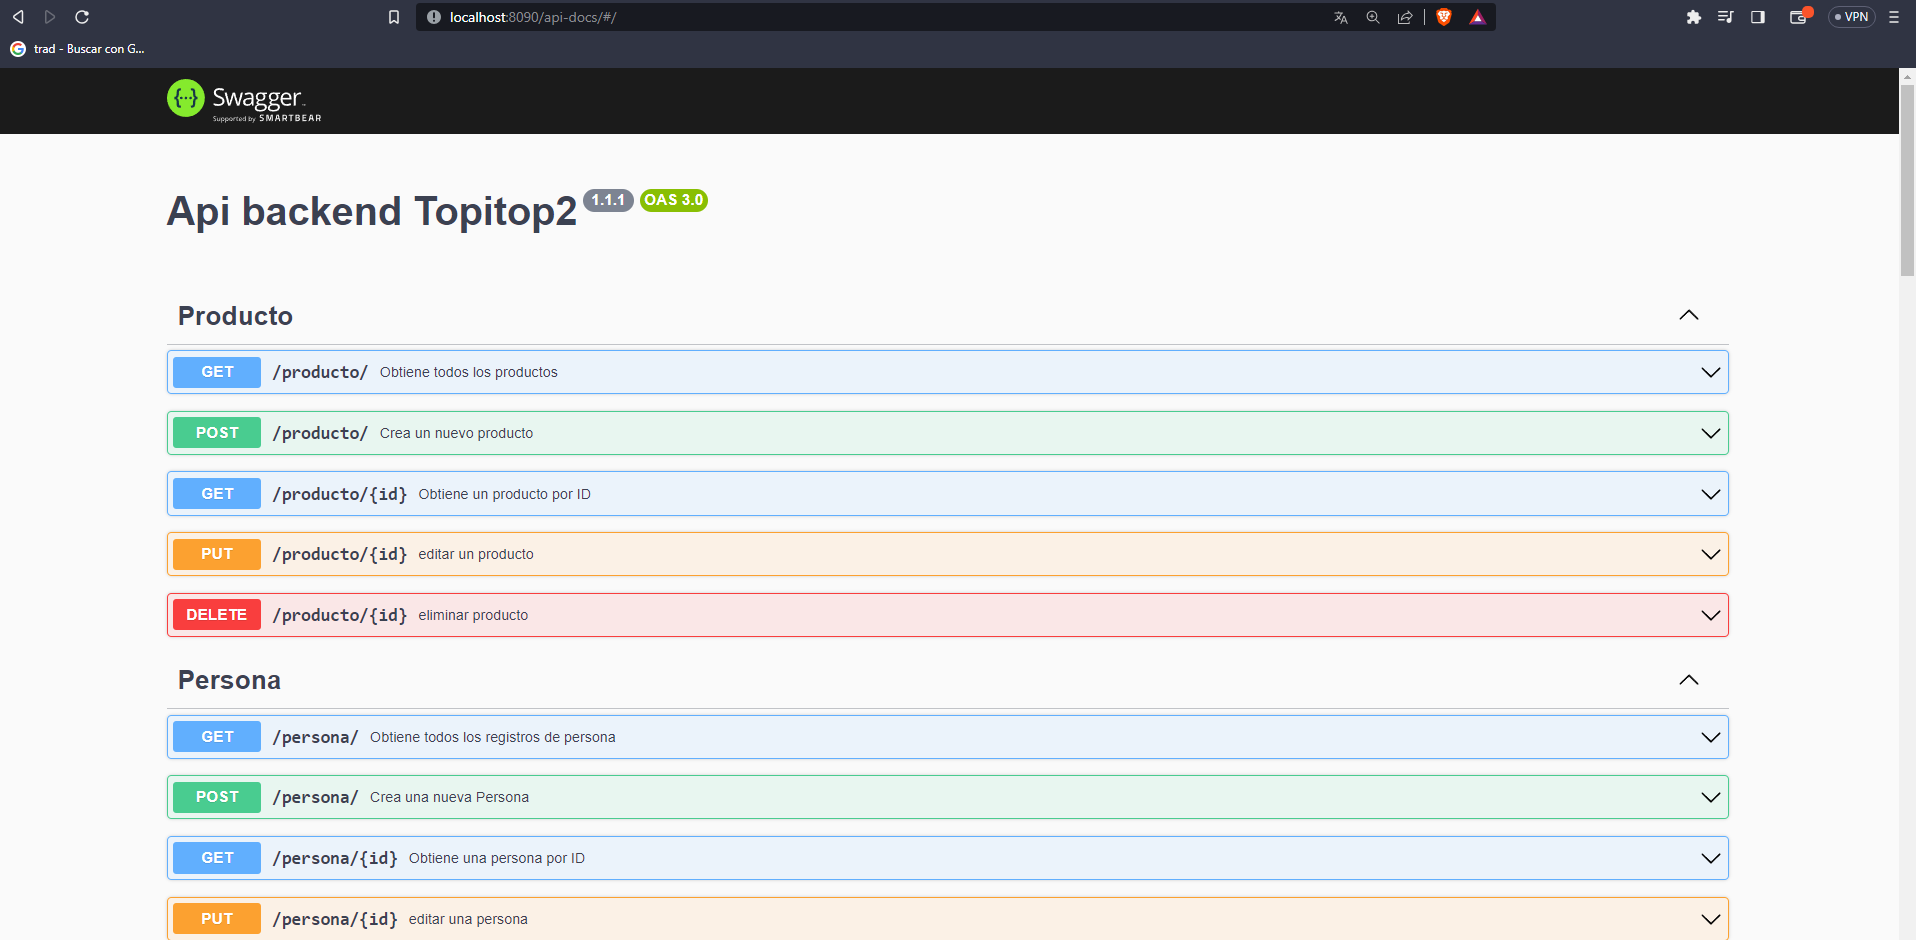 localhost:8090/api-docs/#/
VPN
trad - Buscar con G...
Swagger
Supported by SMARTBEAR
Api backend Topitop2 1.1.1 OAS 3.0
Producto
GET /producto/ Obtiene todos los productos
POST /producto/ Crea un nuevo producto
GET /producto/{id} Obtiene un producto por ID
PUT /producto/{id} editar un producto
DELETE /producto/{id} eliminar producto
Persona
GET /persona/ Obtiene todos los registros de persona
POST /persona/ Crea una nueva Persona
GET /persona/{id} Obtiene una persona por ID
PUT /persona/{id} editar una persona